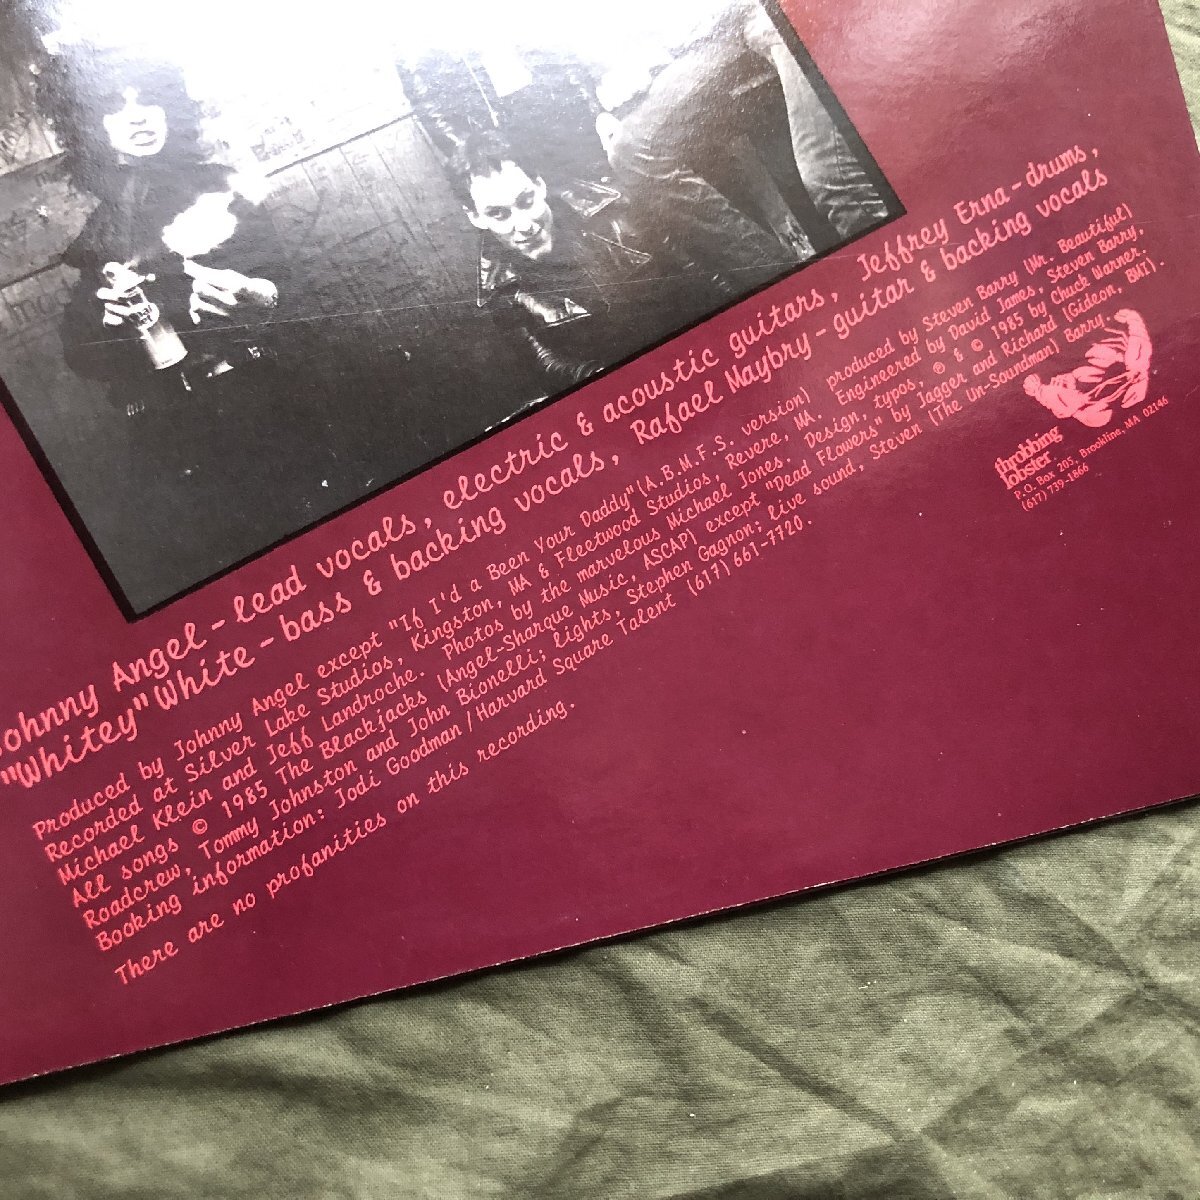 Johnny Angel-lead vocals, electric & acoustic guitars, Jeffrey Erna-drums,
"Whitey"White-bass & backing vocals, Rafael Maybry-guitar & backing vocals
Produced by Johnny Angel except "If I'd a Been Your Daddy"(A.B.M.F.S. version) produced by Steven Barry (Mr. Beautiful)
Recorded at Silver Lake Studios, Kingston, MA & Fleetwood Studios, Revere, MA. Engineered by David James, Steven Barry,
Michael Klein and Jeff Landroche. Photos by the marvelous Michael Jones. Design, typos, ℗ & © 1985 by Chuck Warner.
All songs © 1985 The Blackjacks (Angel-Sharque Music, ASCAP) except "Dead Flowers" by Jagger and Richard (Gideon, BMI).
Roadcrew, Tommy Johnston and John Bionelli; lights, Stephen Gagnon; live sound, Steven (The Un-Soundman) Barry.
Booking information: Jodi Goodman/Harvard Square Talent (617)661-7720.
There are no profanities on this recording.
throbbing
lobster
P.O. Box 205, Brookline, MA 02146
(617) 739-1866